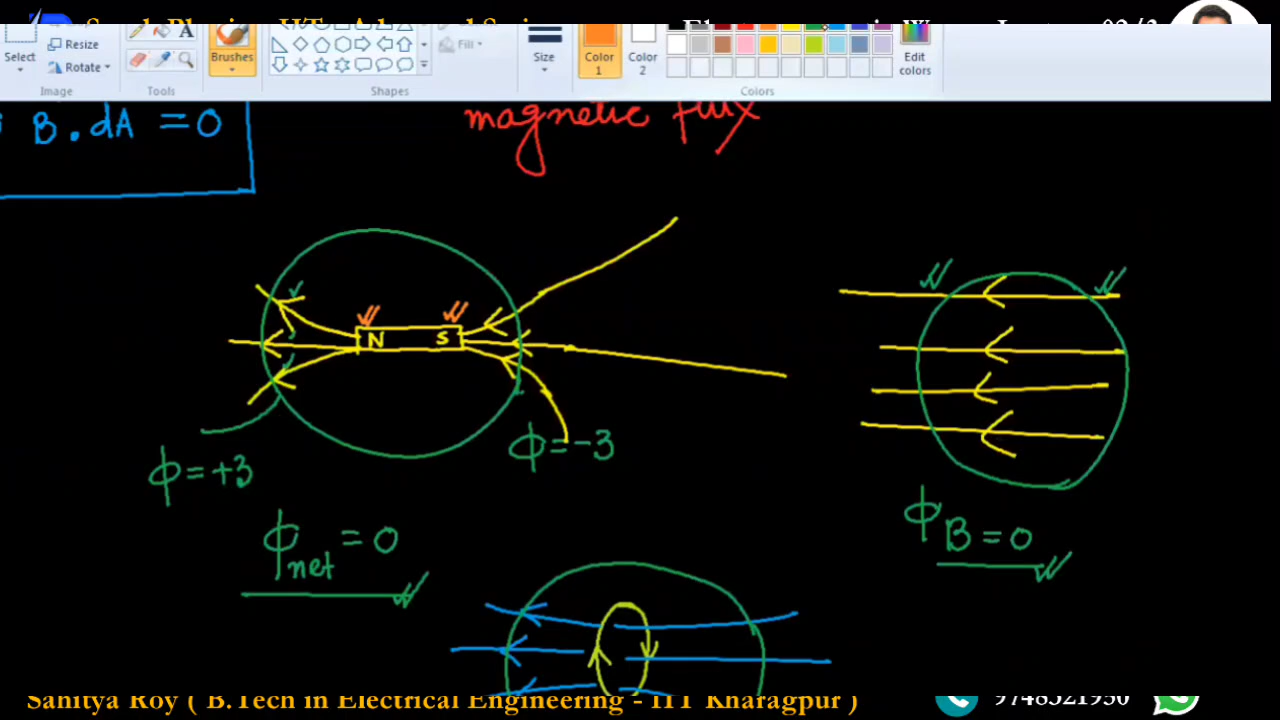 Resize
Select
Rotate
A
Brushes
Fill
Size
Color
1
Color
2
Edit
colors
Image
Tools
Shapes
Colors
B.dA = 0
magnetic flux
N S
ϕ = -3
ϕ = +3
ϕnet = 0
ϕB = 0
Sanitya Roy ( B.Tech in Electrical Engineering - IIT Kharagpur )
9748521950